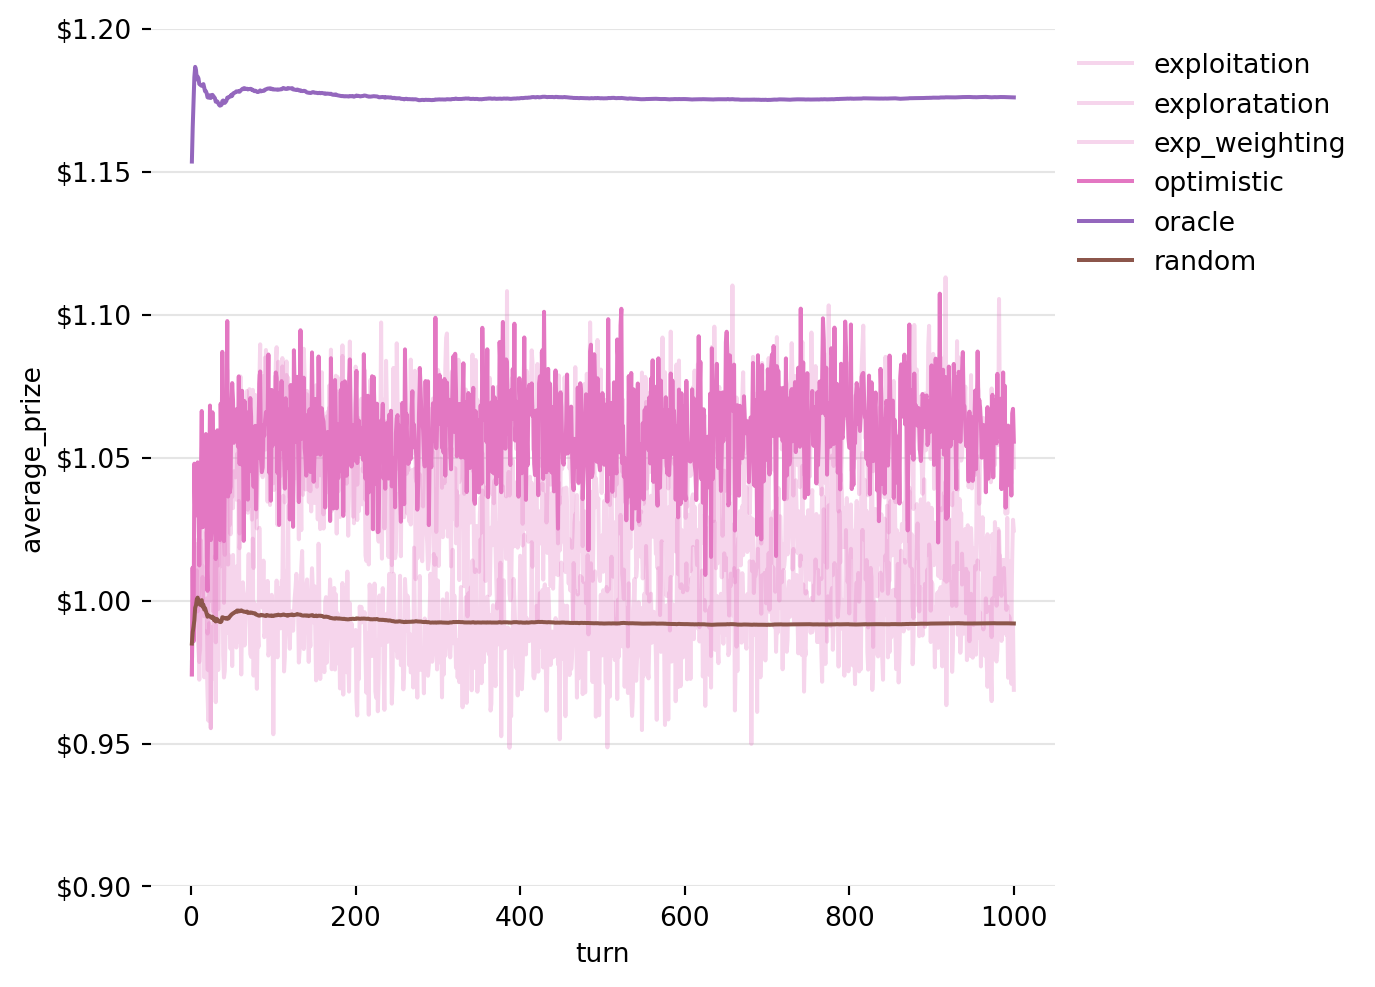 $1.20
$1.15
$1.10
$1.05
$1.00
$0.95
$0.90
average_prize
0 200 400 600 800 1000
turn
exploitation
exploratation
exp_weighting
optimistic
oracle
random